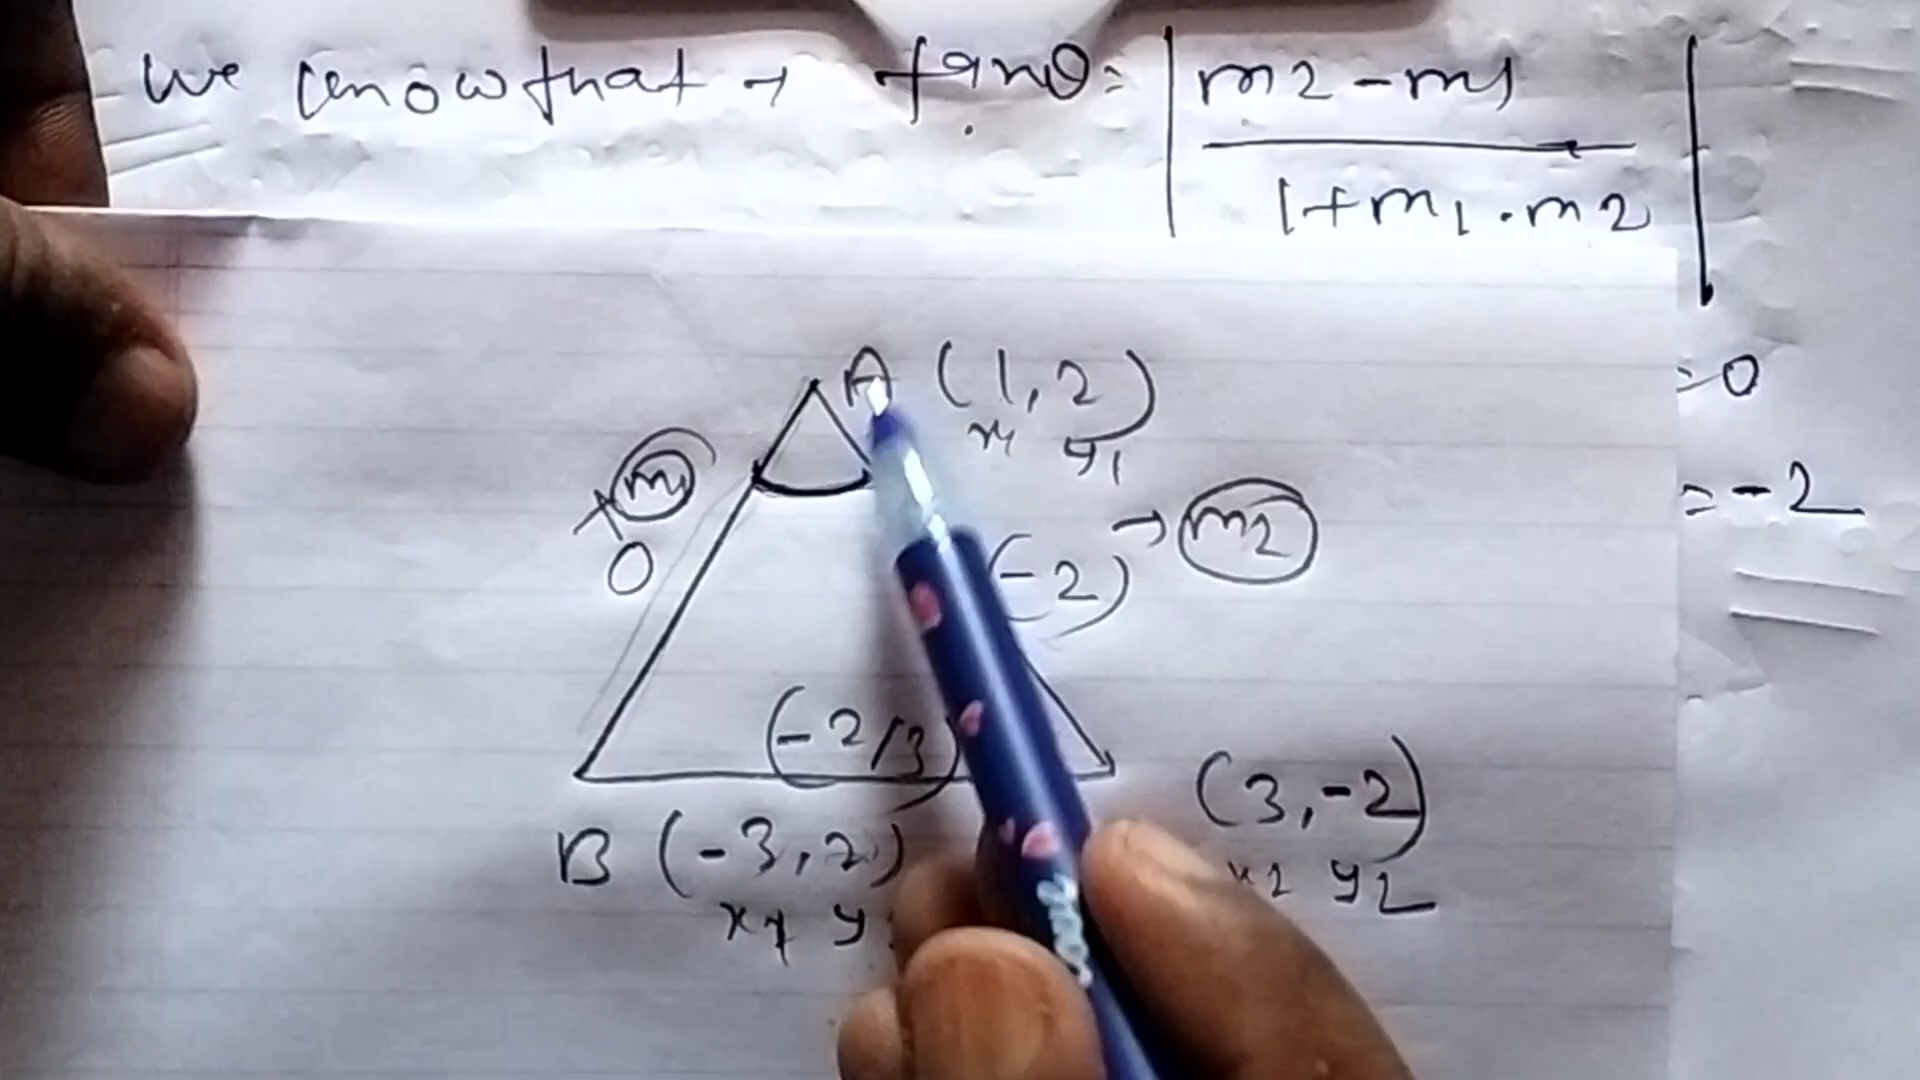 we know that → tanθ = | m2 - m1
1 + m1 . m2 |
A (1, 2)
x1 y1
= 0
m1
0
(-2) → m2
= -2
(-2/3)
B (-3, 2)
x1 y
(3, -2)
x2 y2